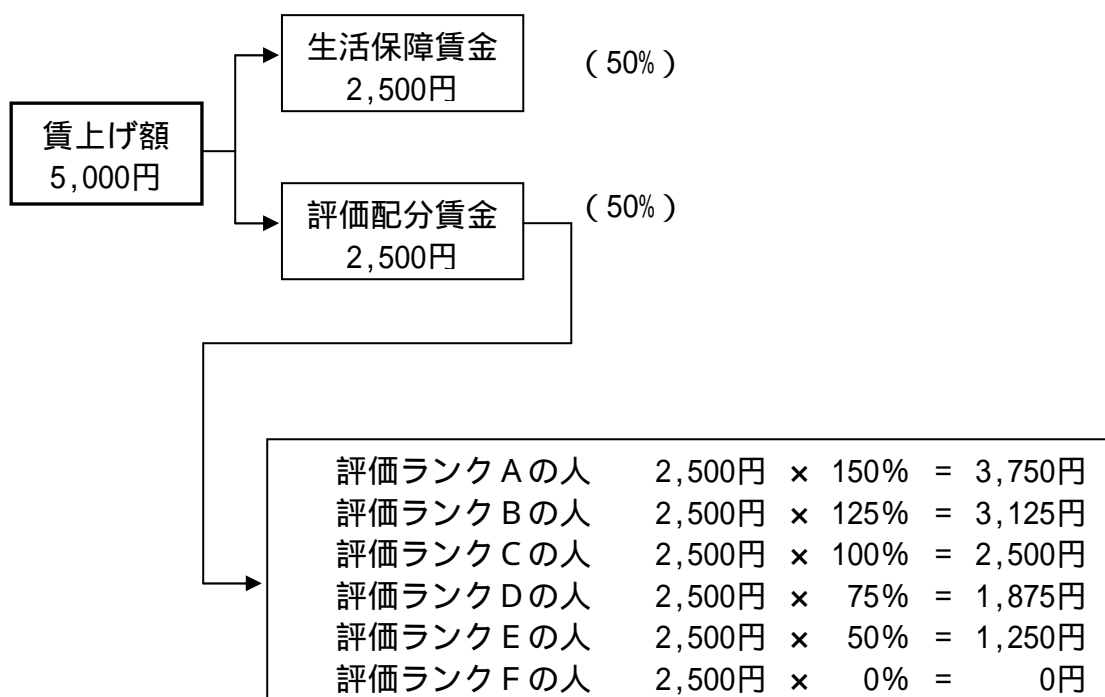 生活保障賃金
2,500円
(50%)
賃上げ額
5,000円
評価配分賃金
2,500円
(50%)
評価ランクAの人 2,500円 × 150% = 3,750円
評価ランクBの人 2,500円 × 125% = 3,125円
評価ランクCの人 2,500円 × 100% = 2,500円
評価ランクDの人 2,500円 × 75% = 1,875円
評価ランクEの人 2,500円 × 50% = 1,250円
評価ランクFの人 2,500円 × 0% = 0円